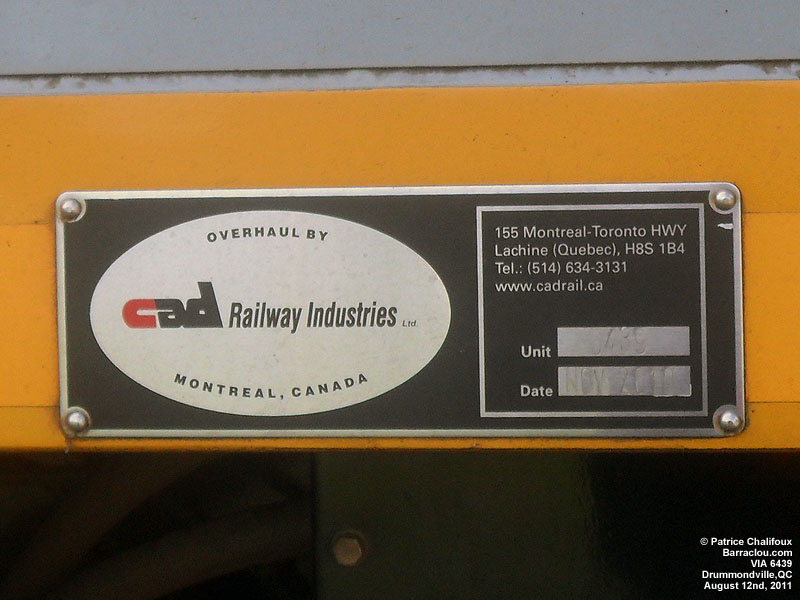 OVERHAUL BY
cad Railway Industries Ltd.
MONTREAL, CANADA
155 Montreal-Toronto HWY
Lachine (Quebec), H8S 1B4
Tel.: (514) 634-3131
www.cadrail.ca
Unit
Date NOV
© Patrice Chalifoux
Barraclou.com
VIA 6439
Drummondville,QC
August 12nd, 2011